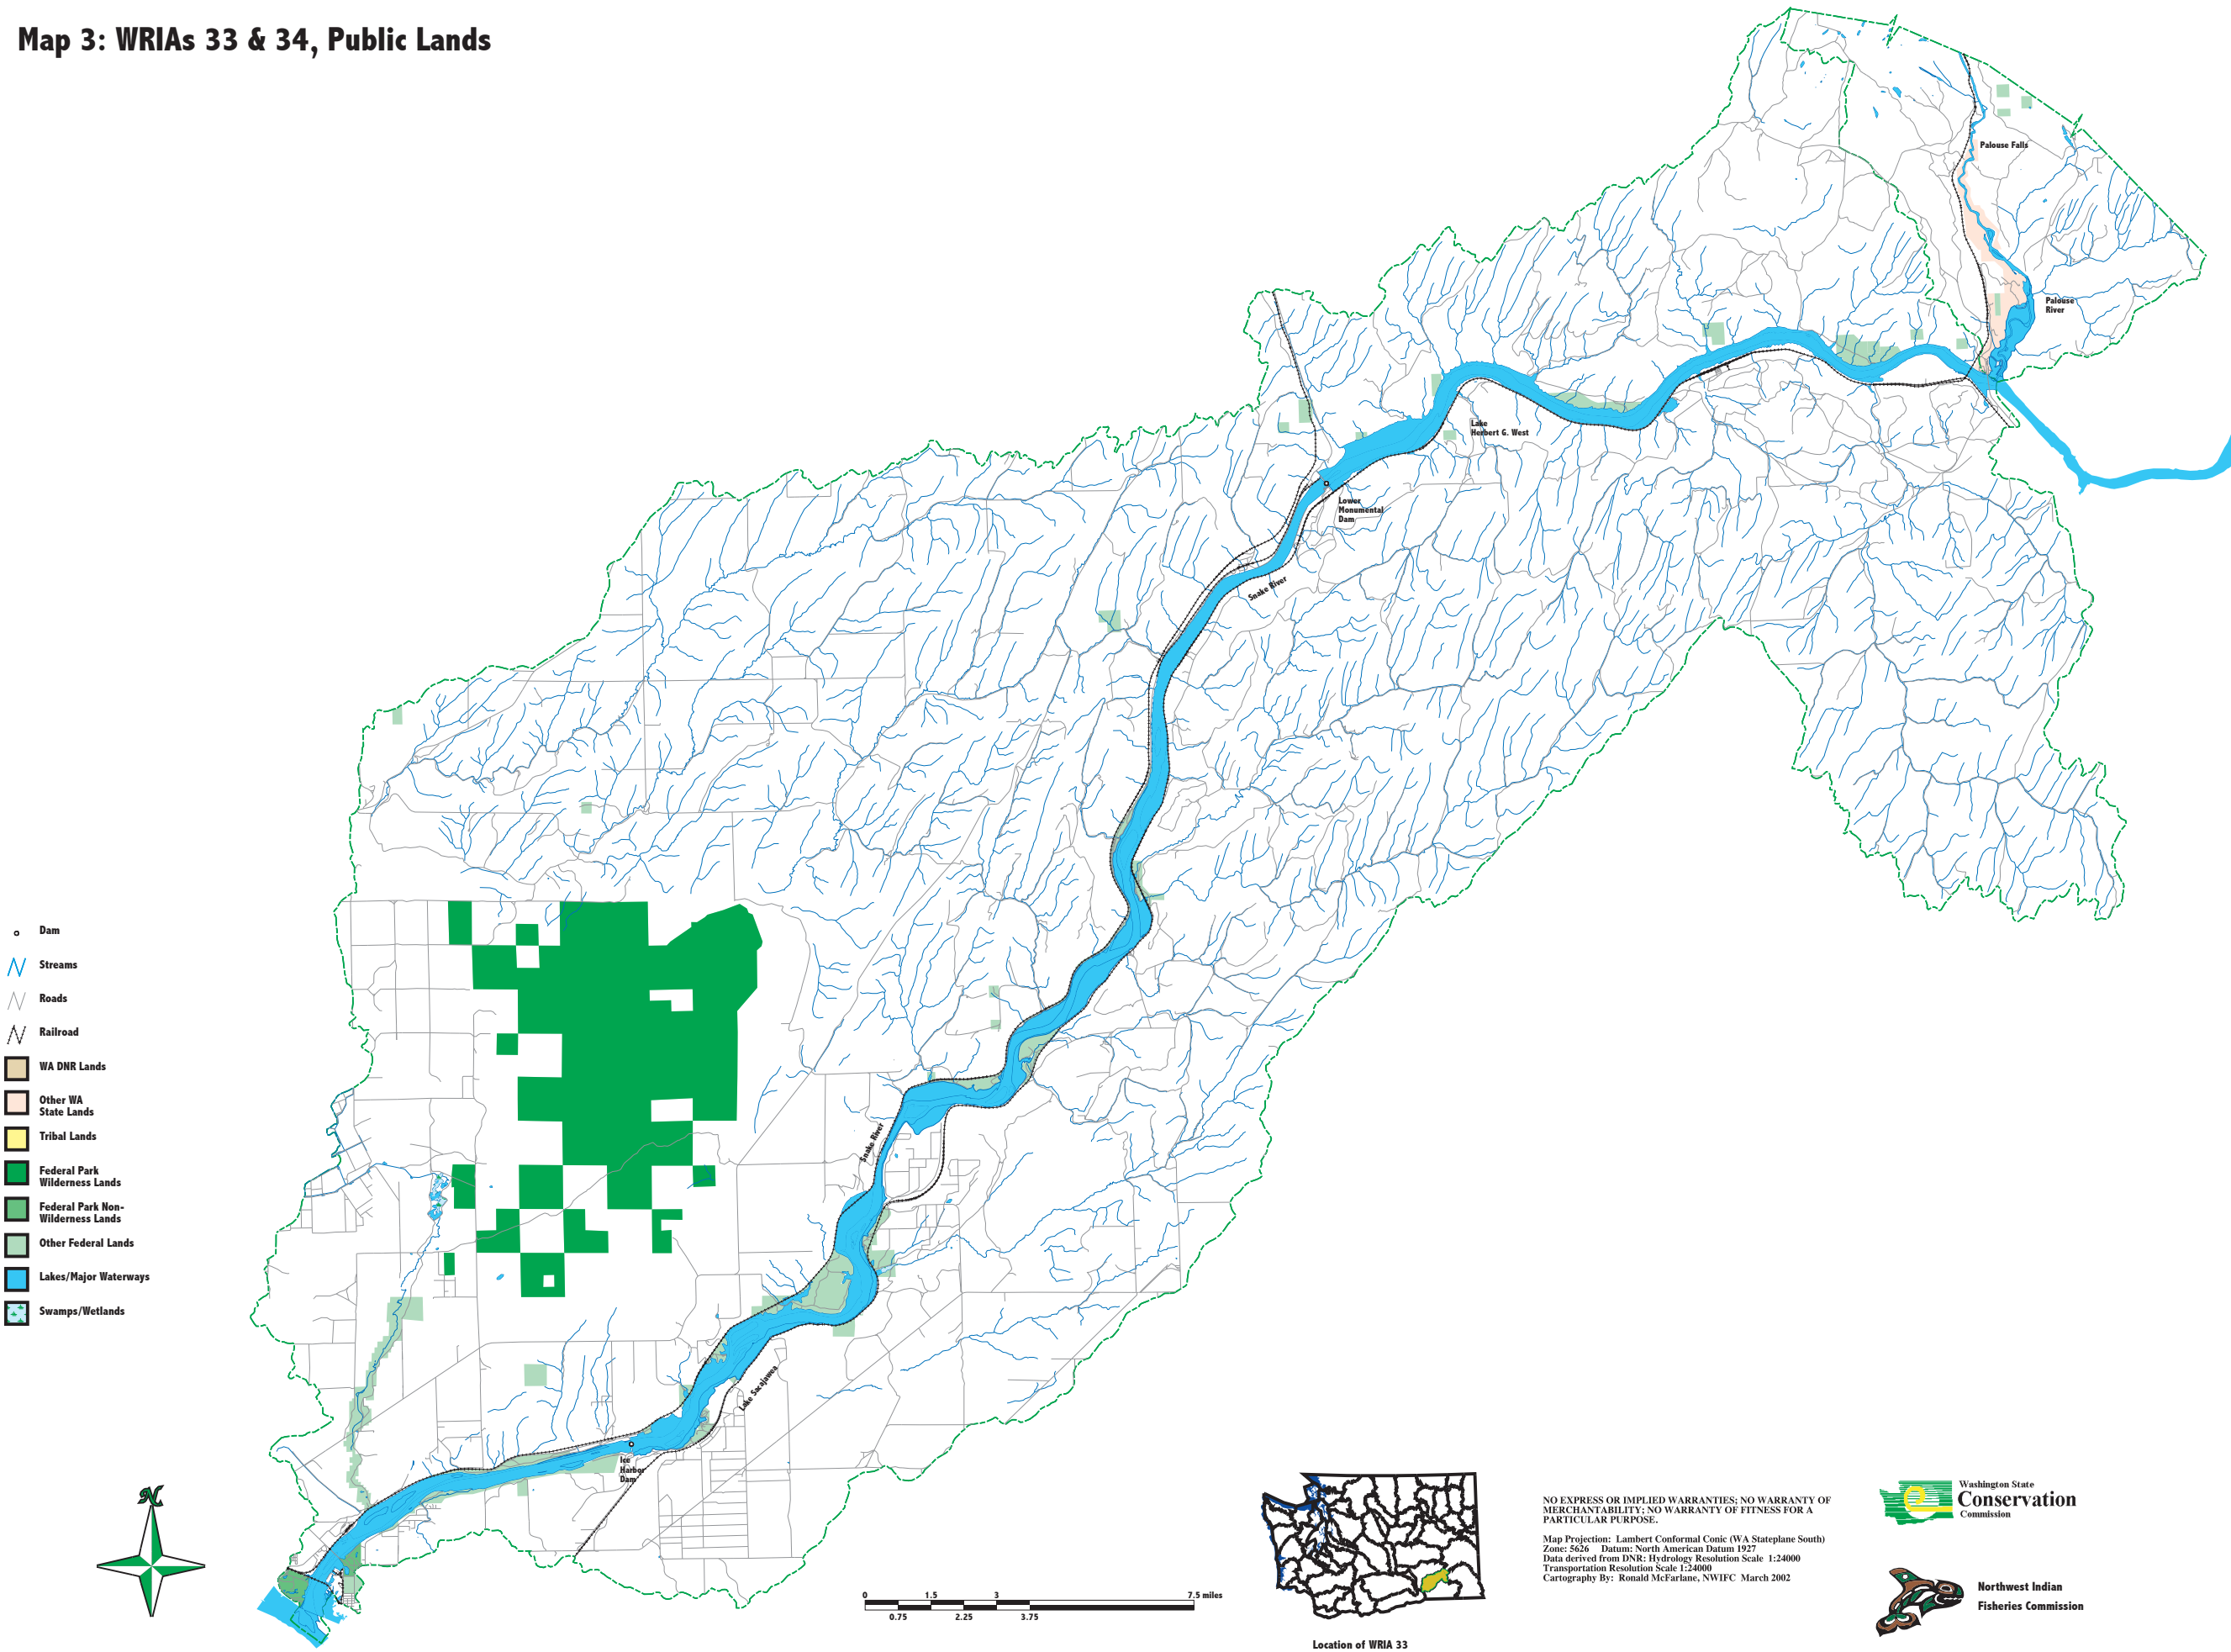 Map 3: WRIAs 33 & 34, Public Lands
Palouse Falls
Palouse
River
Lake
Herbert G. West
Lower
Monumental
Dam
Snake River
Dam
Streams
Roads
Railroad
WA DNR Lands
Other WA
State Lands
Tribal Lands
Federal Park
Wilderness Lands
Federal Park Non-
Wilderness Lands
Other Federal Lands
Lakes/Major Waterways
Swamps/Wetlands
Snake River
Lake Sacajawea
Ice
Harbor
Dam
N
0 1.5 3 7.5 miles
0.75 2.25 3.75
Location of WRIA 33
NO EXPRESS OR IMPLIED WARRANTIES; NO WARRANTY OF
MERCHANTABILITY; NO WARRANTY OF FITNESS FOR A
PARTICULAR PURPOSE.
Map Projection: Lambert Conformal Conic (WA Stateplane South)
Zone: 5626 Datum: North American Datum 1927
Data derived from DNR: Hydrology Resolution Scale 1:24000
Transportation Resolution Scale 1:24000
Cartography By: Ronald McFarlane, NWIFC March 2002
Washington State
Conservation
Commission
Northwest Indian
Fisheries Commission